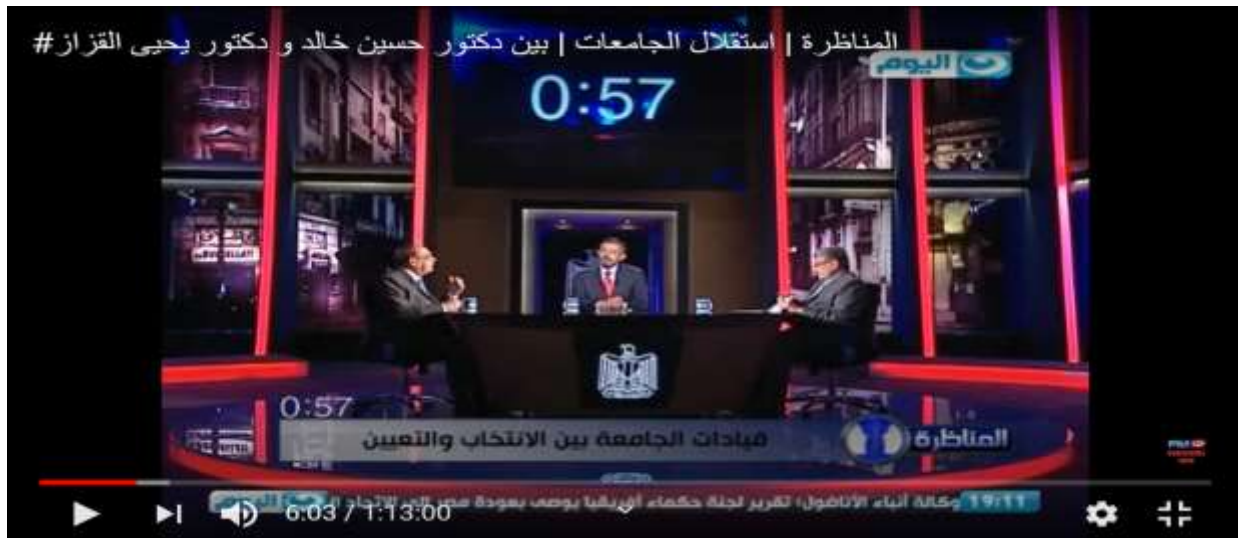 #المناظرة | استقلال الجامعات | بين دكتور حسين خالد و دكتور يحيى القزاز
اليوم
0:57
0:57
المناظرة
قيادات الجامعة بين الانتخاب والتعيين
19:11 وكالة أنباء الأناضول: تقرير لجنة حكماء أفريقيا يوصى بعودة مصر إلى الاتحاد
6:03 / 1:13:00